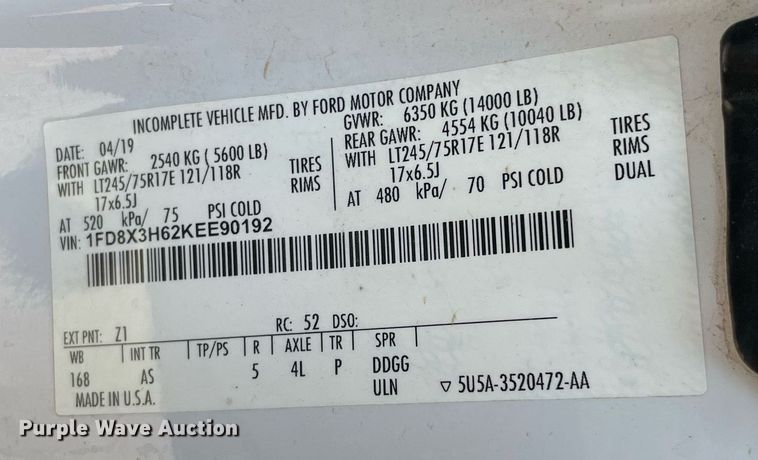 INCOMPLETE VEHICLE MFD. BY FORD MOTOR COMPANY
DATE: 04/19 GVWR: 6350 KG (14000 LB)
FRONT GAWR: 2540 KG ( 5600 LB) REAR GAWR: 4554 KG (10040 LB)
WITH LT245/75R17E 121/118R TIRES WITH LT245/75R17E 121/118R TIRES
17x6.5J RIMS 17x6.5J RIMS
AT 520 kPa/ 75 PSI COLD AT 480 kPa/ 70 PSI COLD DUAL
VIN: 1FD8X3H62KEE90192
EXT PNT: Z1 RC: 52 DSO:
WB INT TR TP/PS R AXLE TR SPR
168 AS 5 4L P DDGG
MADE IN U.S.A. ULN ▽ 5U5A-3520472-AA
Purple Wave Auction